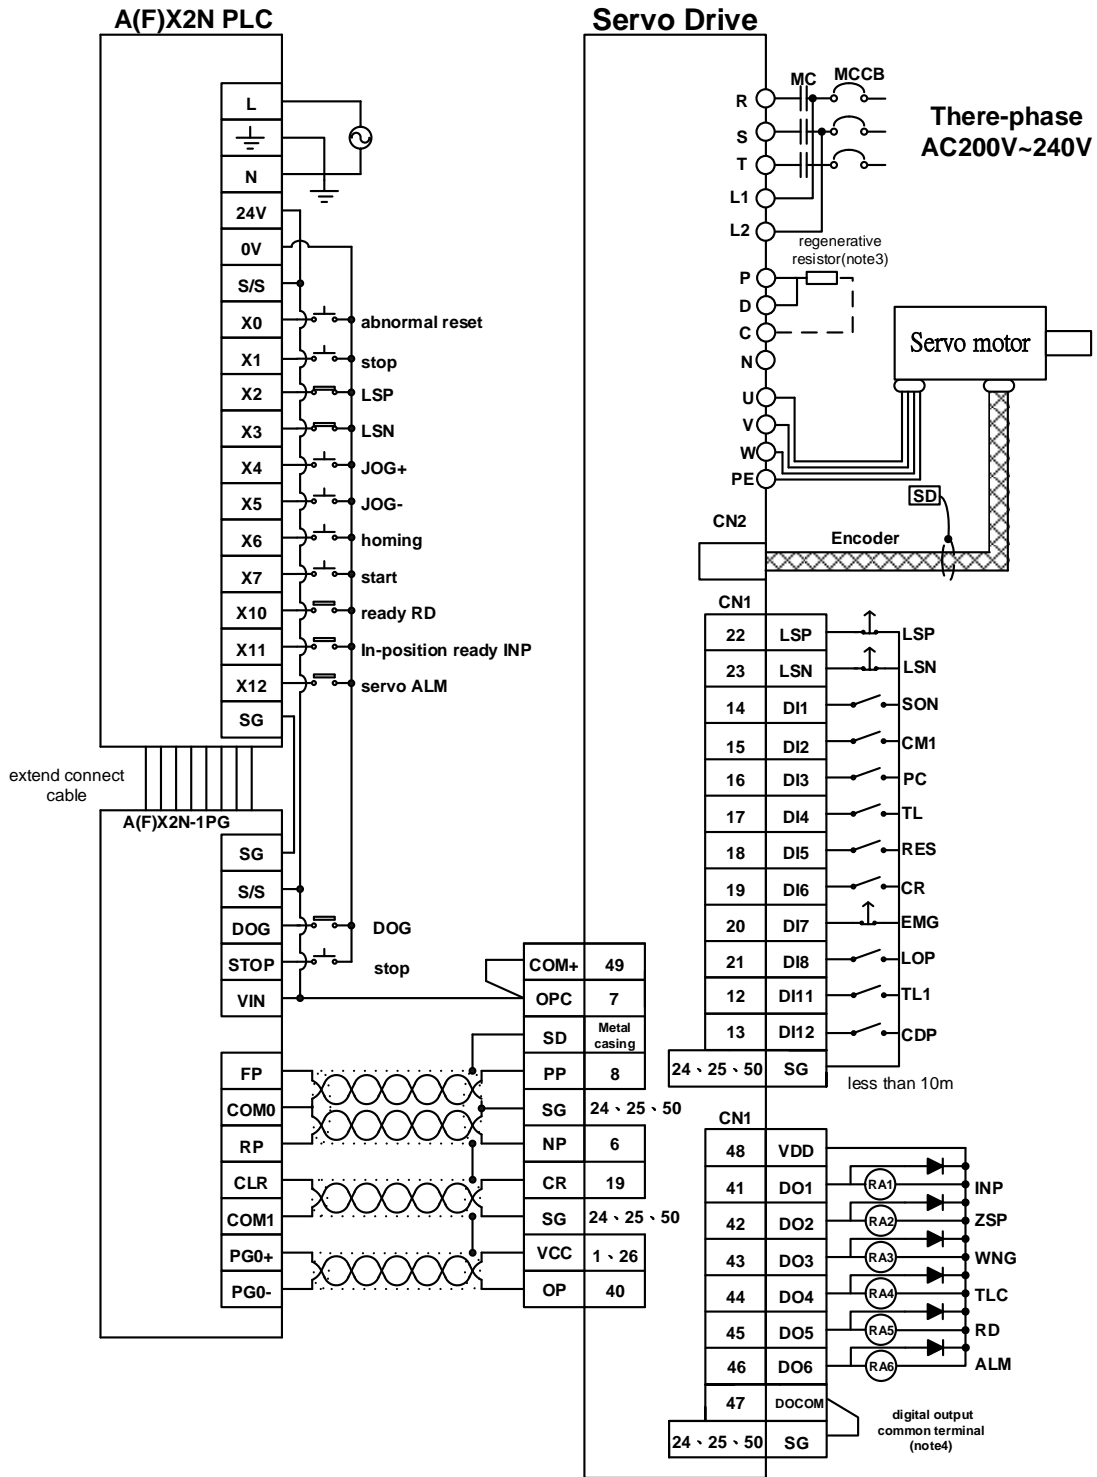 A(F)X2N PLC
L
N
24V
0V
S/S
X0
abnormal reset
X1
stop
X2
LSP
X3
LSN
X4
JOG+
X5
JOG-
X6
homing
X7
start
X10
ready RD
X11
In-position ready INP
X12
servo ALM
SG
extend connect
cable
A(F)X2N-1PG
SG
S/S
DOG
DOG
STOP
stop
VIN
FP
COM0
RP
CLR
COM1
PG0+
PG0-
COM+ 49
OPC 7
SD Metal
casing
PP 8
SG 24、25、50
NP 6
CR 19
SG 24、25、50
VCC 1、26
OP 40
Servo Drive
MC MCCB
R
S
T
L1
L2
There-phase
AC200V~240V
regenerative
resistor(note3)
P
D
C
N
U
V
W
PE
Servo motor
SD
CN2
Encoder
CN1
22 LSP LSP
23 LSN LSN
14 DI1 SON
15 DI2 CM1
16 DI3 PC
17 DI4 TL
18 DI5 RES
19 DI6 CR
20 DI7 EMG
21 DI8 LOP
12 DI11 TL1
13 DI12 CDP
24、25、50 SG
less than 10m
CN1
48 VDD
41 DO1 RA1 INP
42 DO2 RA2 ZSP
43 DO3 RA3 WNG
44 DO4 RA4 TLC
45 DO5 RA5 RD
46 DO6 RA6 ALM
47 DOCOM
24、25、50 SG
digital output
common terminal
(note4)